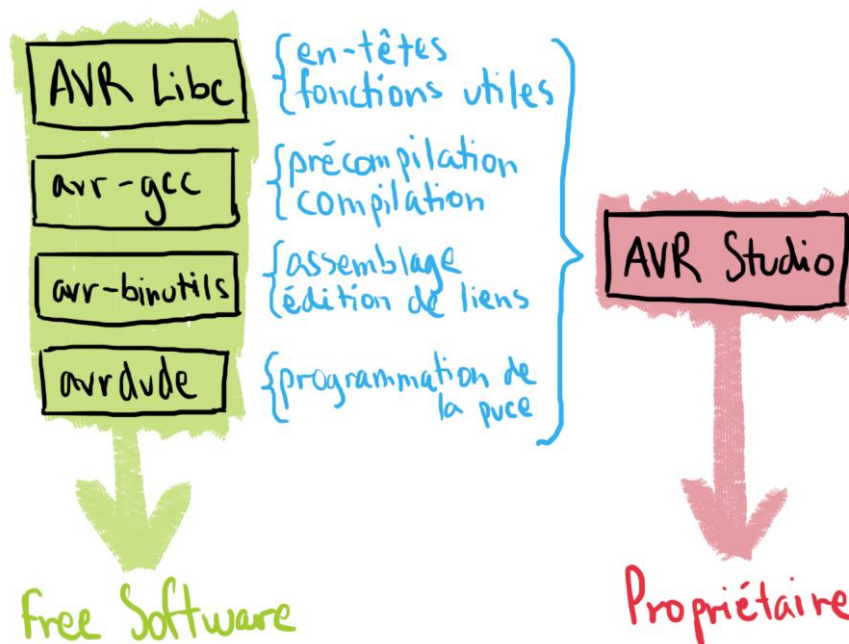 AVR Libc
en-têtes
fonctions utiles
avr-gcc
précompilation
compilation
avr-binutils
assemblage
édition de liens
avrdude
programmation de
la puce
AVR Studio
Free Software
Propriétaire